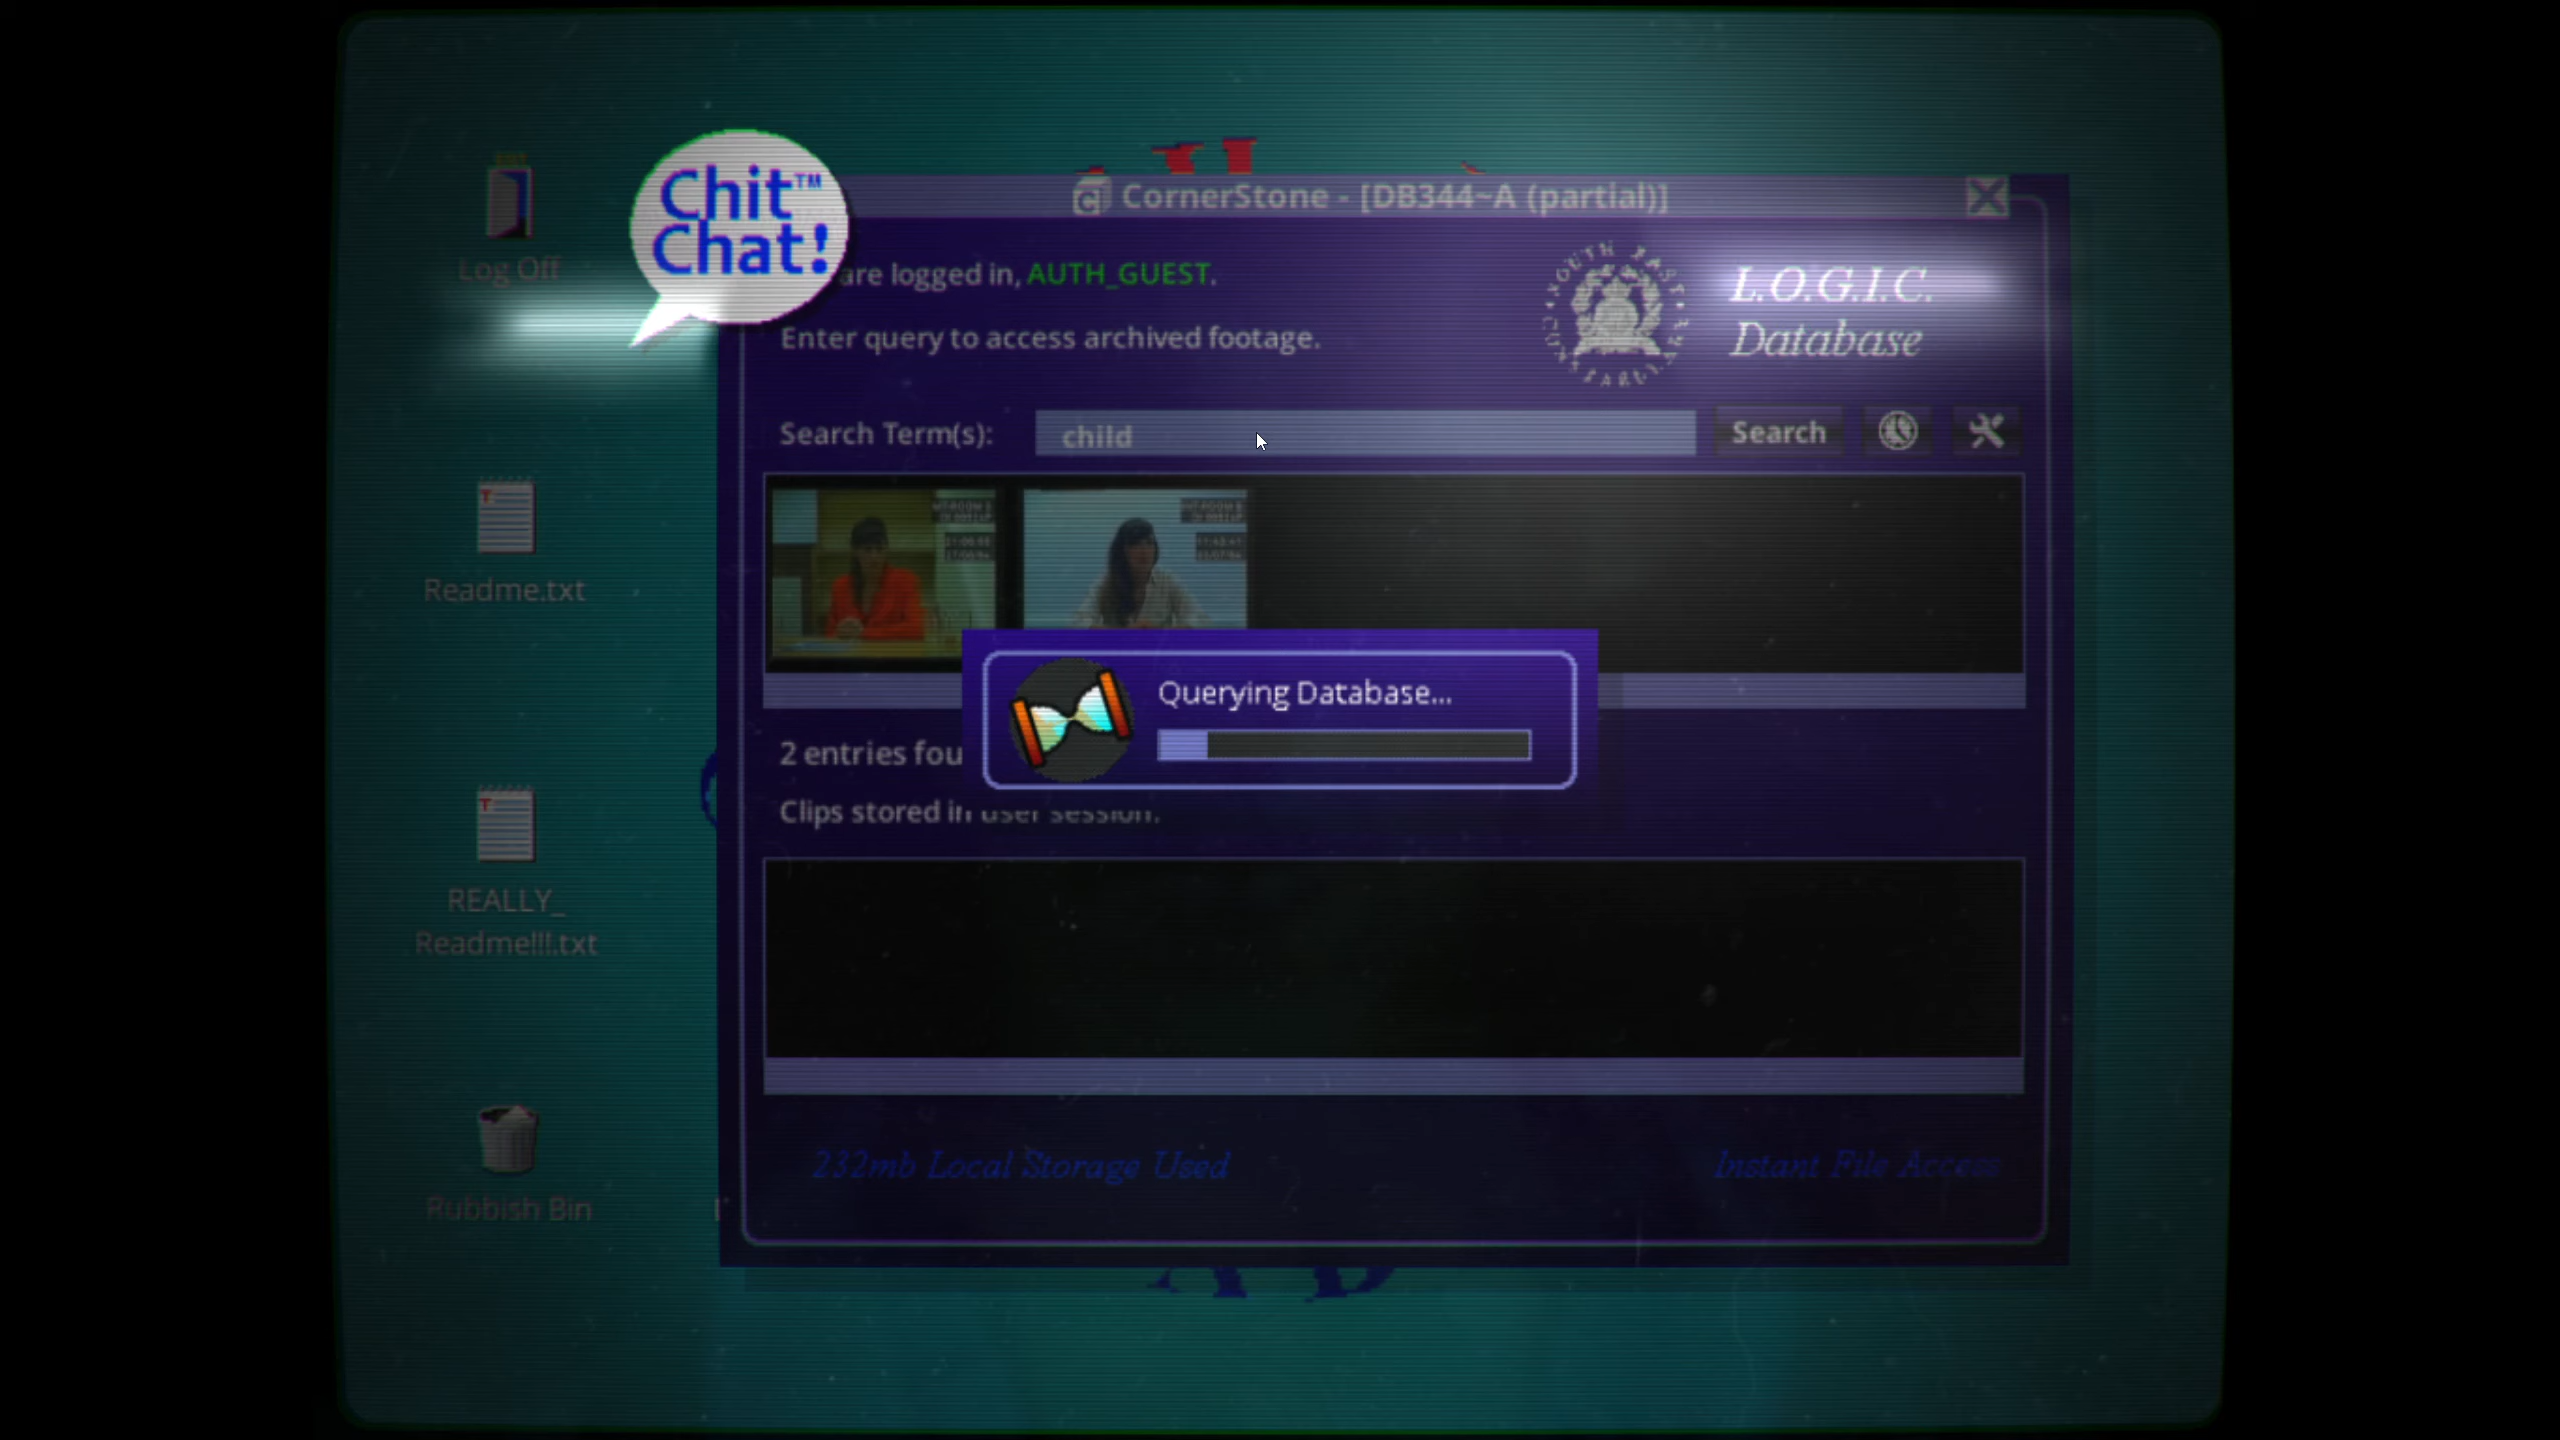 Chit™
Chat!
CornerStone - [DB344~A (partial)]
Log Off
are logged in, AUTH_GUEST.
L.O.G.I.C.
Database
Enter query to access archived footage.
Search Term(s):
child
Search
Readme.txt
Querying Database...
2 entries fou
Clips stored in user session.
REALLY_
Readme!!!.txt
232mb Local Storage Used
Instant File Access
Rubbish Bin